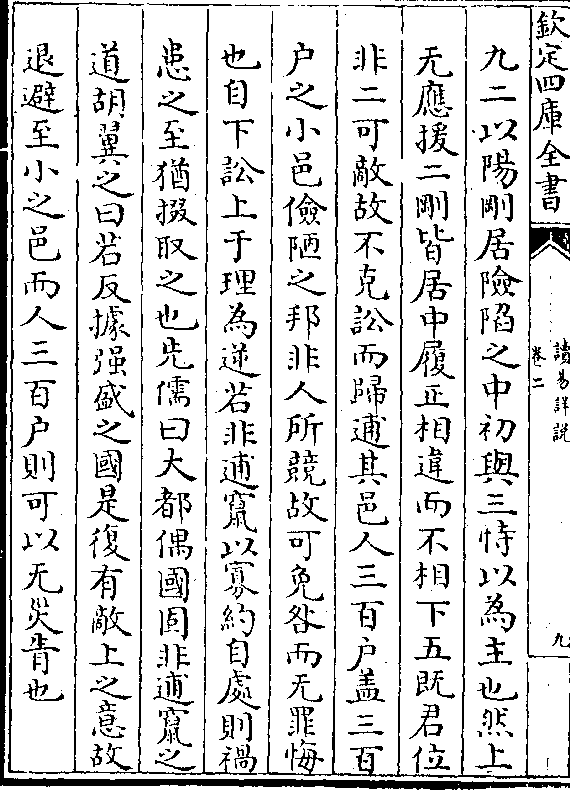 欽定四庫全書
讀易詳說
卷二
九
九二以陽剛居險陷之中初與三恃以為主也然上
无應援二剛皆居中履正相違而不相下五既君位
非二可敵故不克訟而歸逋其邑人三百户盖三百
户之小邑儉陋之邦非人所競故可免咎而无罪悔
也自下訟上于理為逆若非逋竄以寡約自處則禍
患之至猶掇取之也先儒曰大都偶國固非逋竄之
道胡翼之曰若反據强盛之國是復有敵上之意故
退避至小之邑而人三百户則可以无災眚也